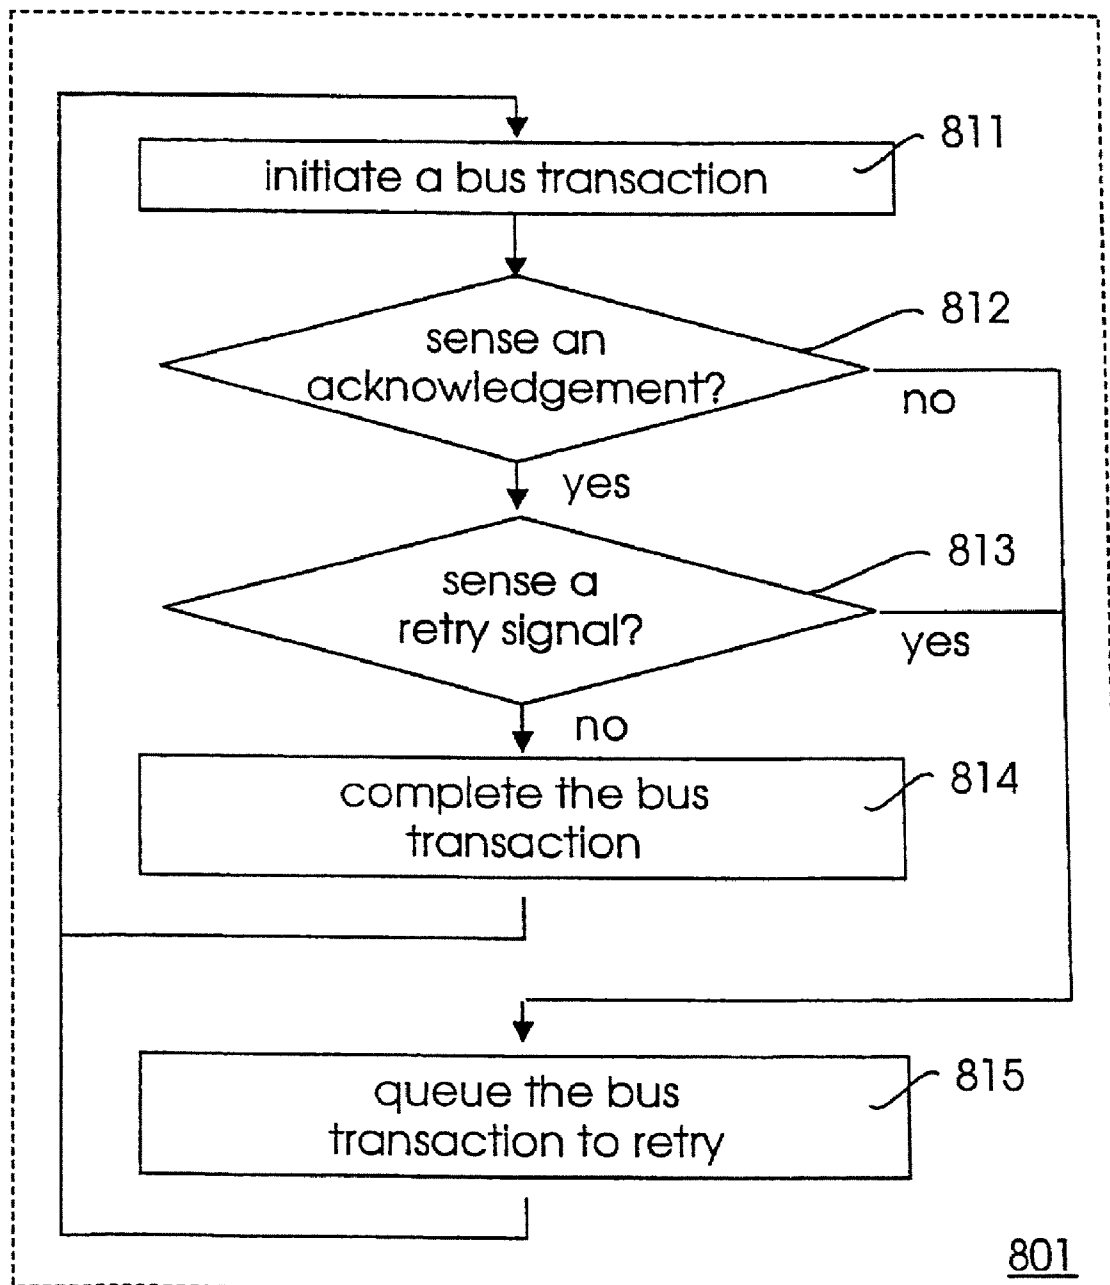 811
initiate a bus transaction
812
sense an
acknowledgement?
no
yes
813
sense a
retry signal?
yes
no
814
complete the bus
transaction
815
queue the bus
transaction to retry
801